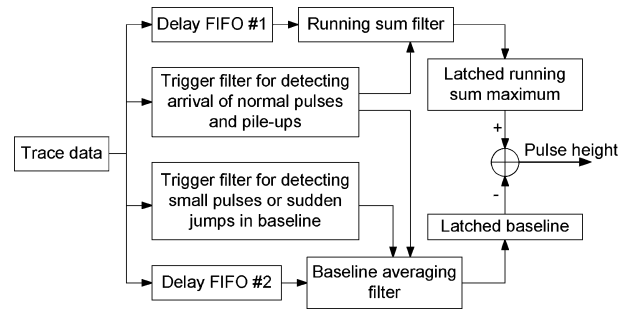 Delay FIFO #1
Running sum filter
Trigger filter for detecting
arrival of normal pulses
and pile-ups
Latched running
sum maximum
+
Trace data
Pulse height
-
Trigger filter for detecting
small pulses or sudden
jumps in baseline
Latched baseline
Delay FIFO #2
Baseline averaging
filter